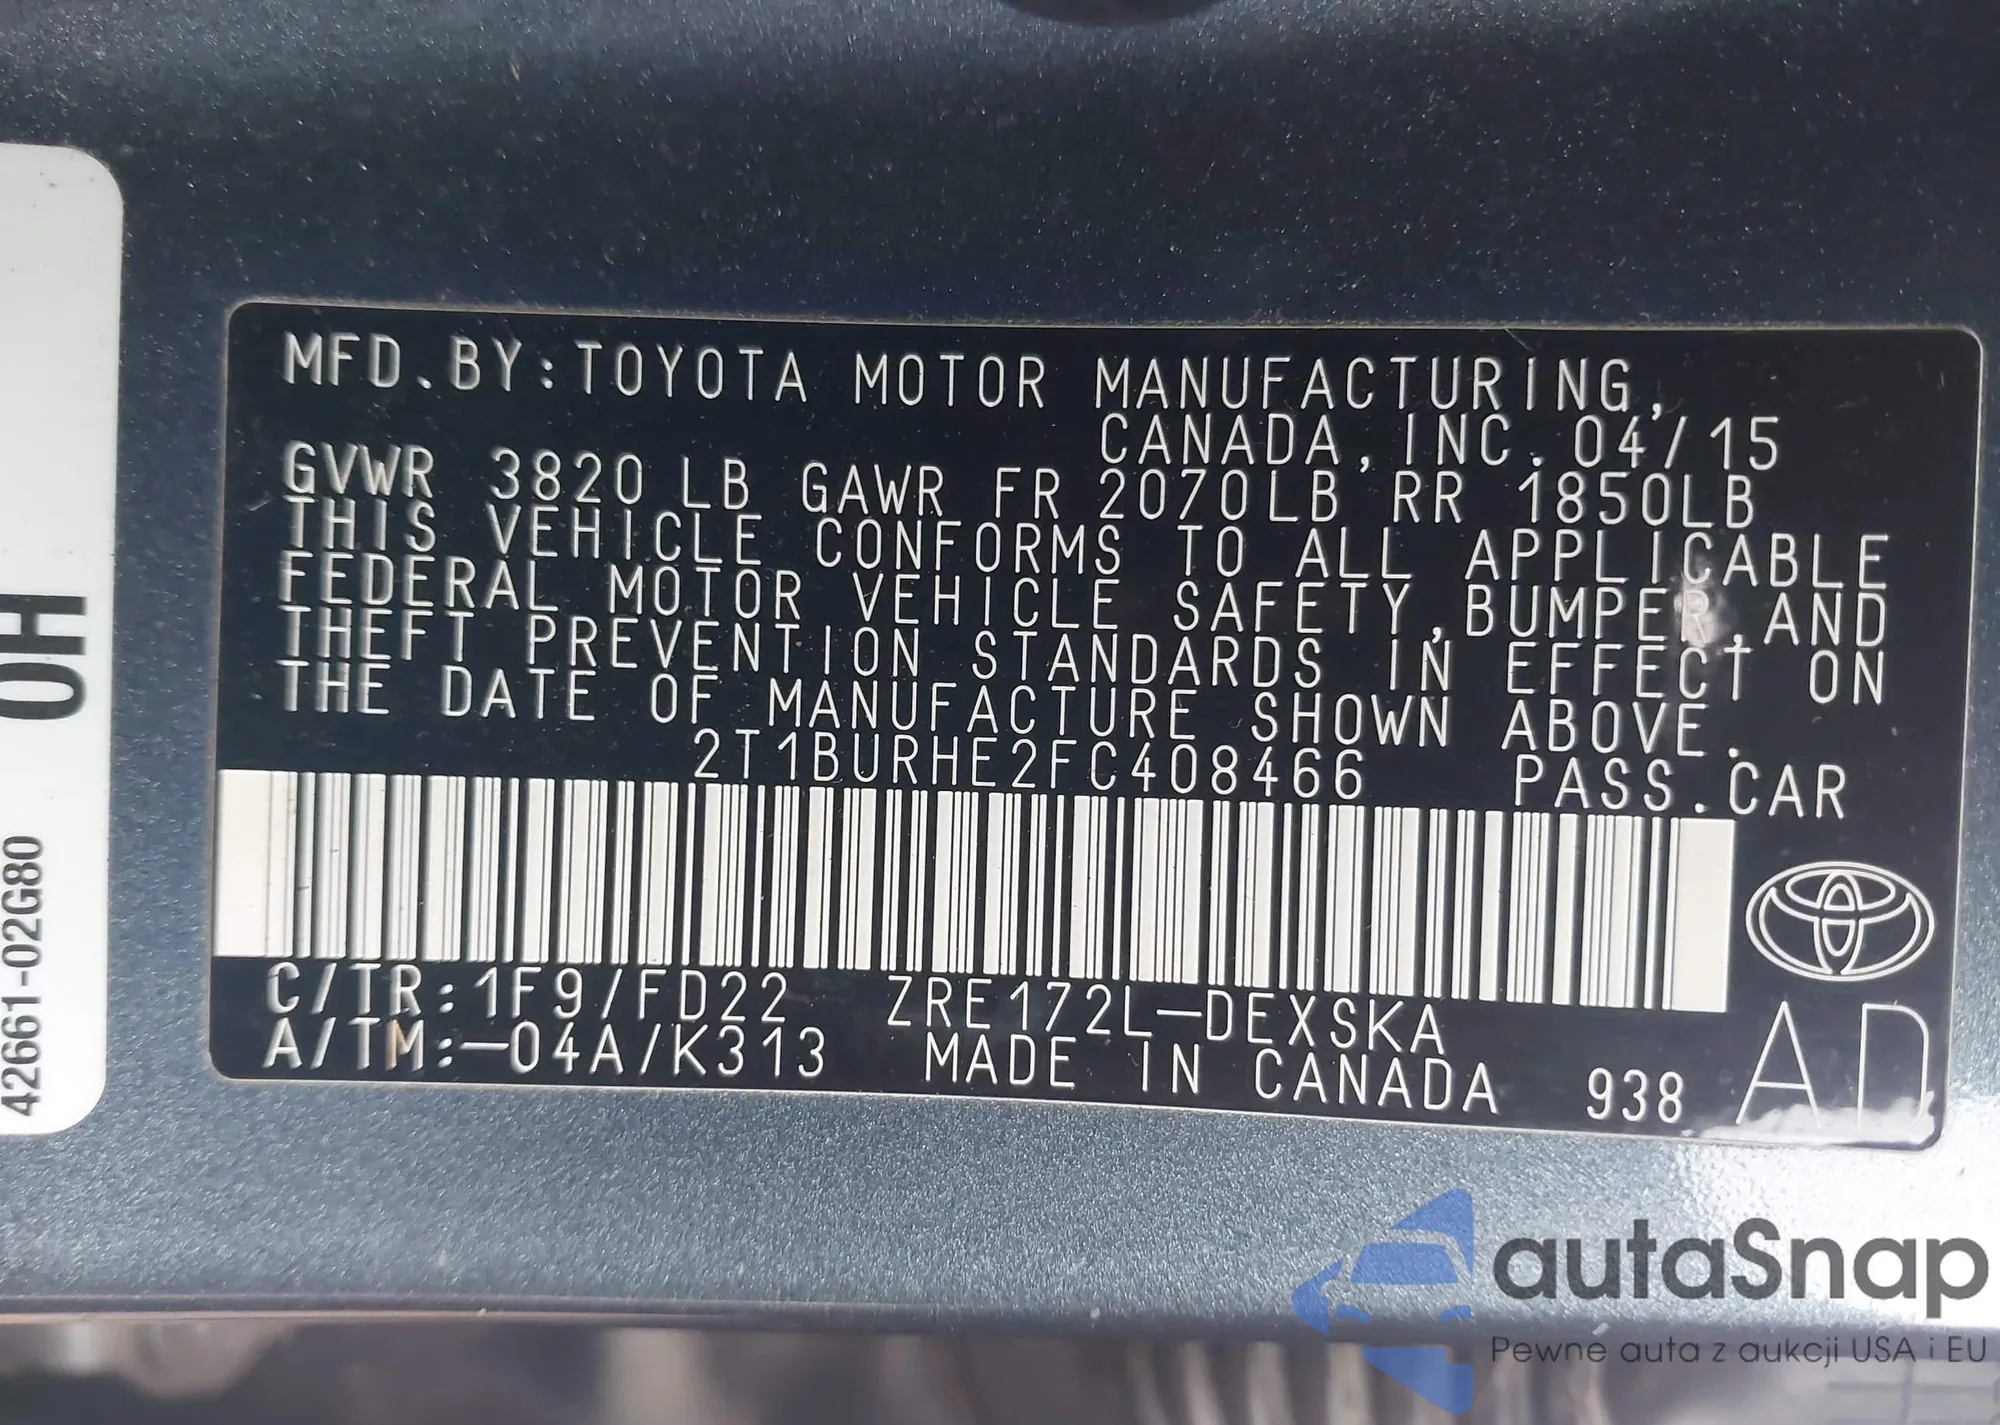 MFD.BY:TOYOTA MOTOR MANUFACTURING,
CANADA,INC.04/15
GVWR 3820 LB GAWR FR 2070LB RR 1850LB
THIS VEHICLE CONFORMS TO ALL APPLICABLE
FEDERAL MOTOR VEHICLE SAFETY,BUMPER,AND
THEFT PREVENTION STANDARDS IN EFFECT ON
THE DATE OF MANUFACTURE SHOWN ABOVE.
2T1BURHE2FC408466 PASS.CAR
C/TR:1F9/FD22 ZRE172L-DEXSKA
A/TM:-04A/K313 MADE IN CANADA 938
AD
0H
42661-02G80
autaSnap
Pewne auta z aukcji USA i EU